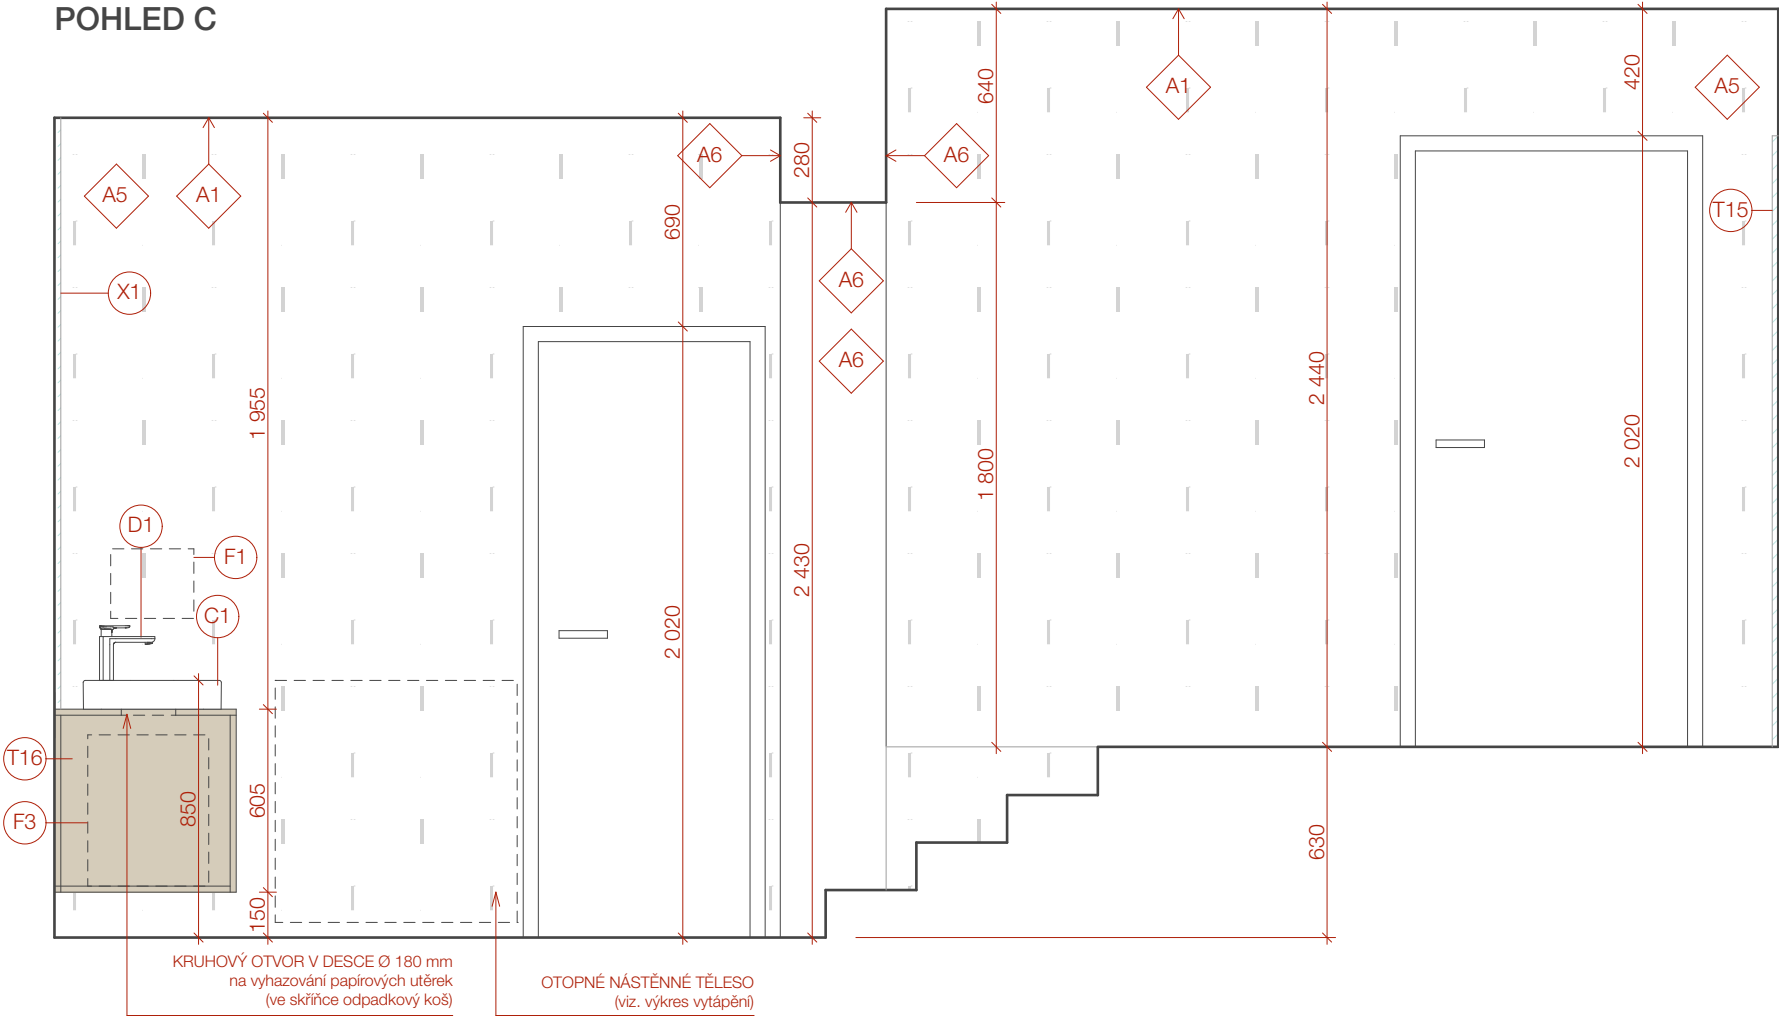 POHLED C
A5
A1
A6
A6
A1
A5
A6
A6
X1
T15
D1
F1
C1
T16
F3
280
640
420
690
1 955
2 440
1 800
2 020
2 430
2 020
605
850
150
630
KRUHOVÝ OTVOR V DESCE Ø 180 mm
na vyhazování papírových utěrek
(ve skříňce odpadkový koš)
OTOPNÉ NÁSTĚNNÉ TĚLESO
(viz. výkres vytápění)